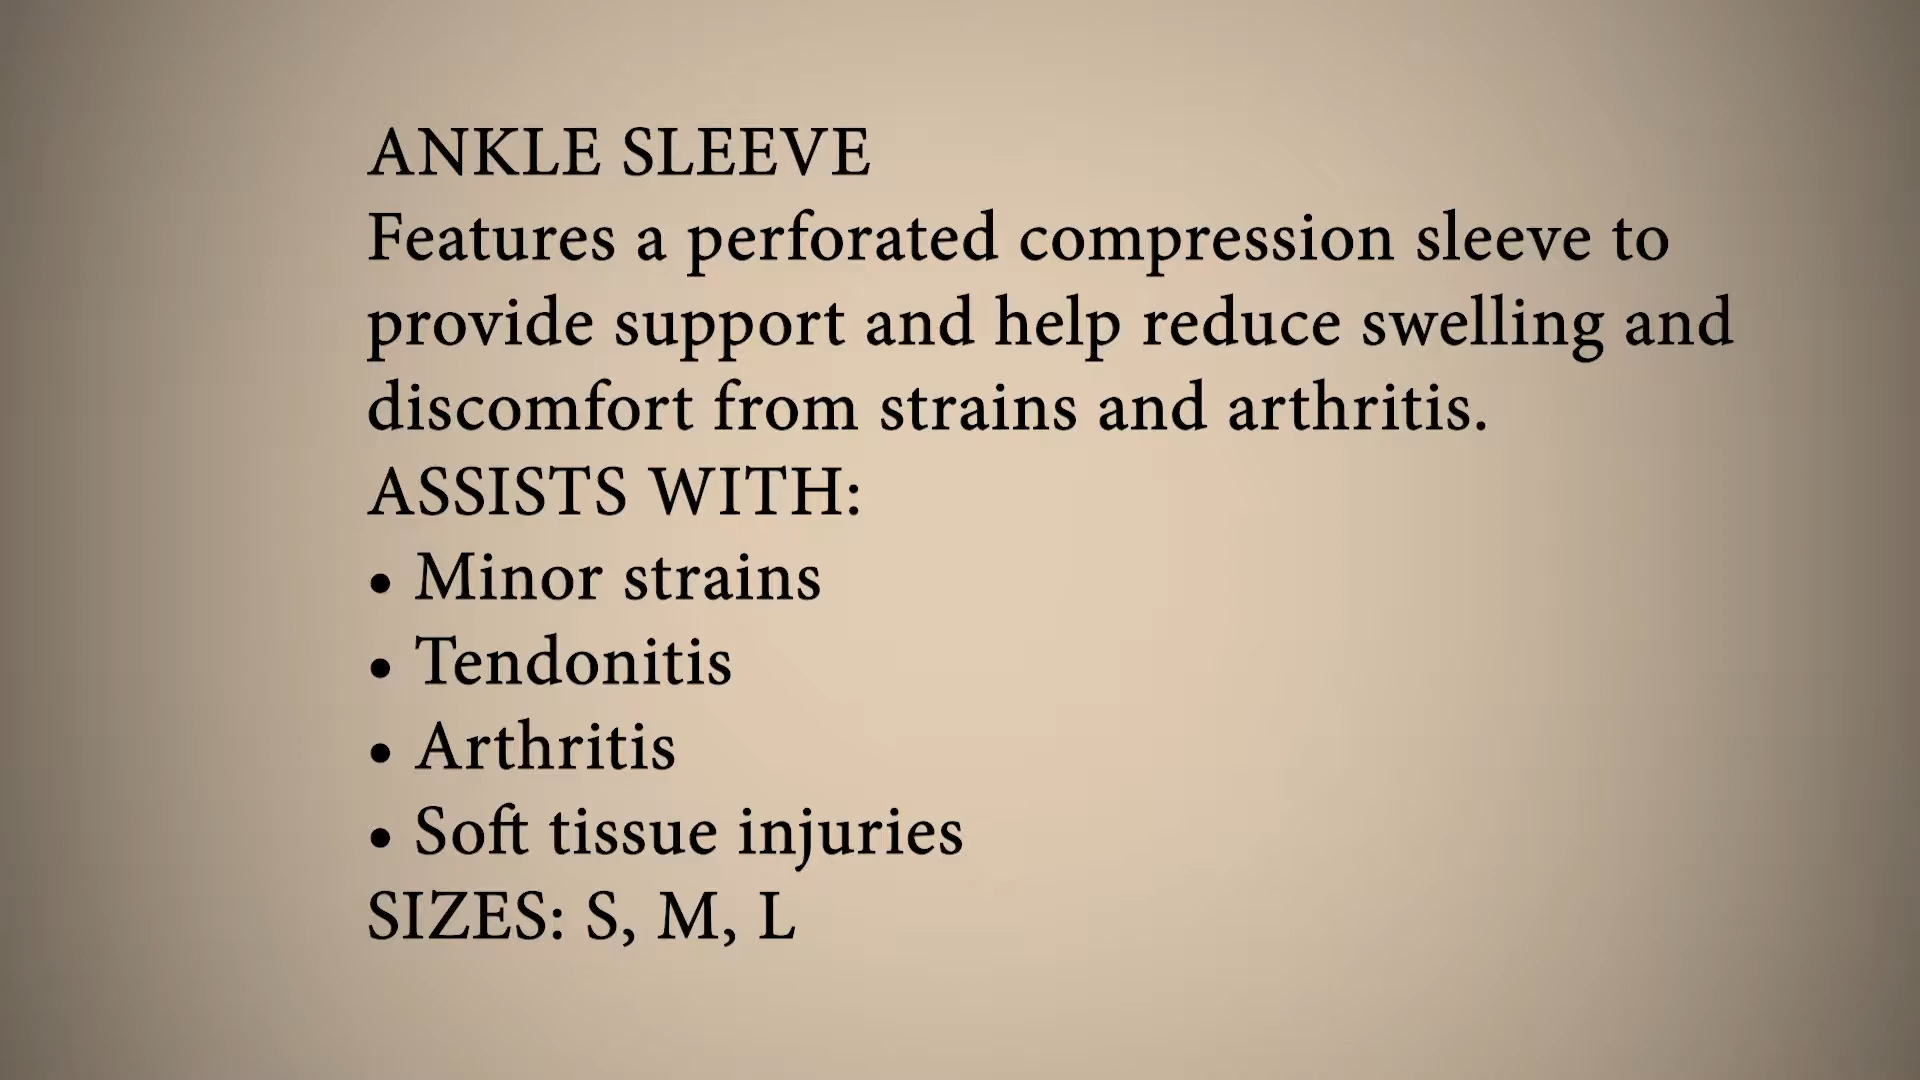 ANKLE SLEEVE
Features a perforated compression sleeve to
provide support and help reduce swelling and
discomfort from strains and arthritis.
ASSISTS WITH:
• Minor strains
• Tendonitis
• Arthritis
• Soft tissue injuries
SIZES: S, M, L